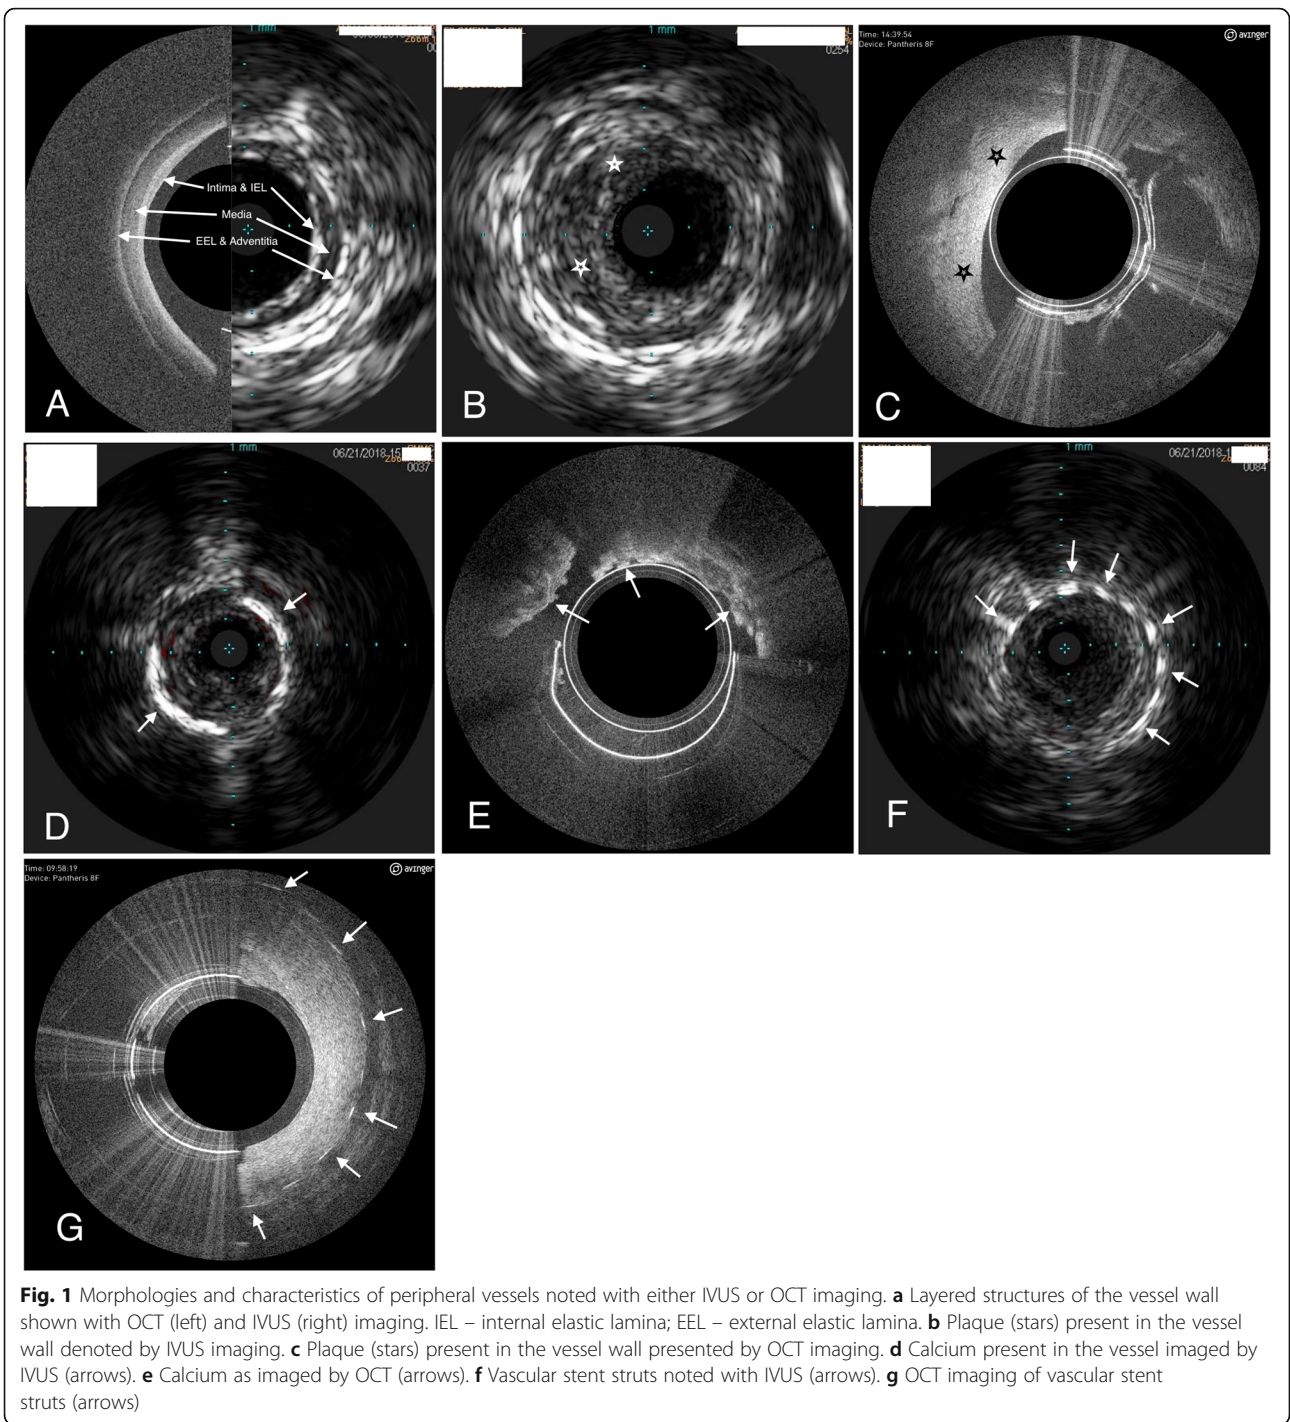 1 mm
Zoom
00
Intima & IEL
Media
EEL & Adventitia
A
1 mm
0254
B
Time: 14:39:54
Device: Pantheris 8F
avinger
C
1 mm
06/21/2018 15
0037
D
E
1 mm
06/21/2018 1
0084
F
Time: 09:58:19
Device: Pantheris 8F
avinger
G
Fig. 1 Morphologies and characteristics of peripheral vessels noted with either IVUS or OCT imaging. a Layered structures of the vessel wall
shown with OCT (left) and IVUS (right) imaging. IEL – internal elastic lamina; EEL – external elastic lamina. b Plaque (stars) present in the vessel
wall denoted by IVUS imaging. c Plaque (stars) present in the vessel wall presented by OCT imaging. d Calcium present in the vessel imaged by
IVUS (arrows). e Calcium as imaged by OCT (arrows). f Vascular stent struts noted with IVUS (arrows). g OCT imaging of vascular stent
struts (arrows)